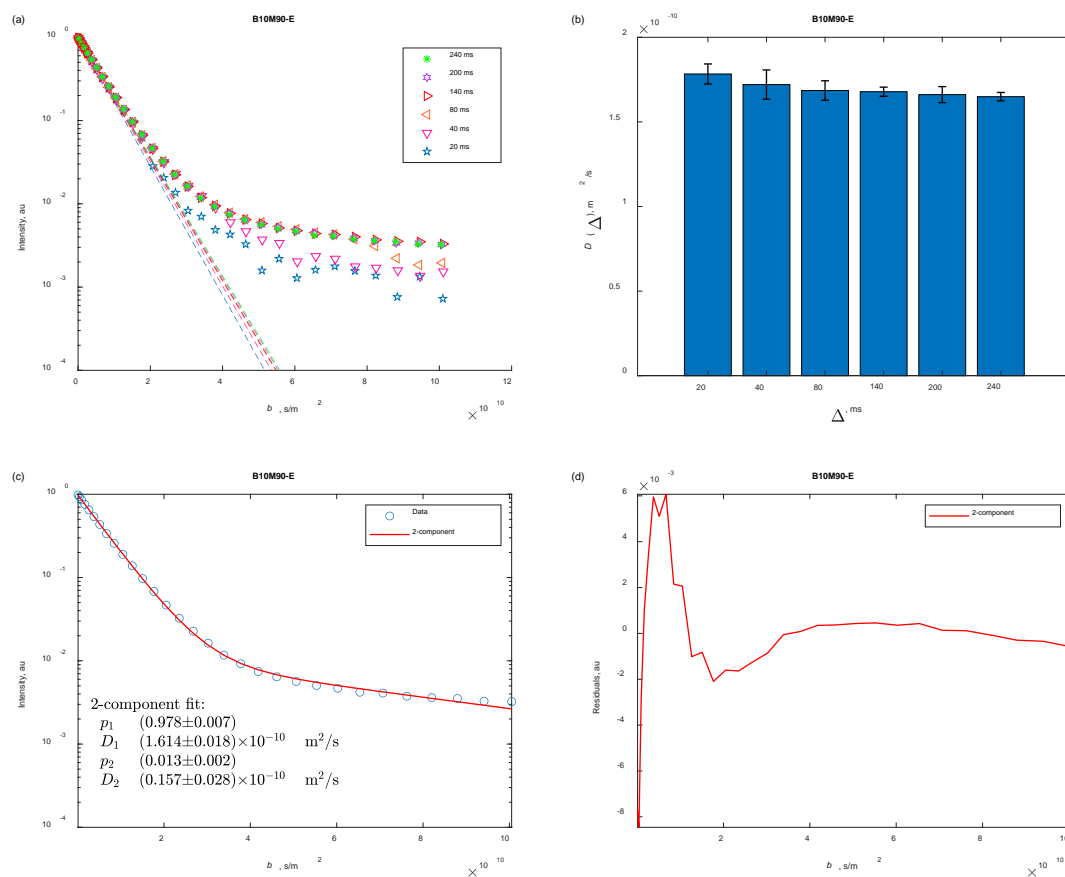 (a)
B10M90-E
10 0
10 -1
10 -2
10 -3
10 -4
Intensity, au
0 2 4 6 8 10 12
b , s/m 2
× 10 10
240 ms
200 ms
140 ms
80 ms
40 ms
20 ms
(b)
B10M90-E
× 10 -10
2
1.5
1
0.5
0
D ( Δ ), m 2 /s
20 40 80 140 200 240
Δ , ms
(c)
B10M90-E
10 0
10 -1
10 -2
10 -3
10 -4
Intensity, au
Data
2-component
2-component fit:
p1 (0.978±0.007)
D1 (1.614±0.018)×10−10 m2/s
p2 (0.013±0.002)
D2 (0.157±0.028)×10−10 m2/s
2 4 6 8 10
b , s/m 2
× 10 10
(d)
B10M90-E
× 10 -3
6
4
2
0
-2
-4
-6
-8
Residuals, au
2-component
2 4 6 8 10
b , s/m 2
× 10 10